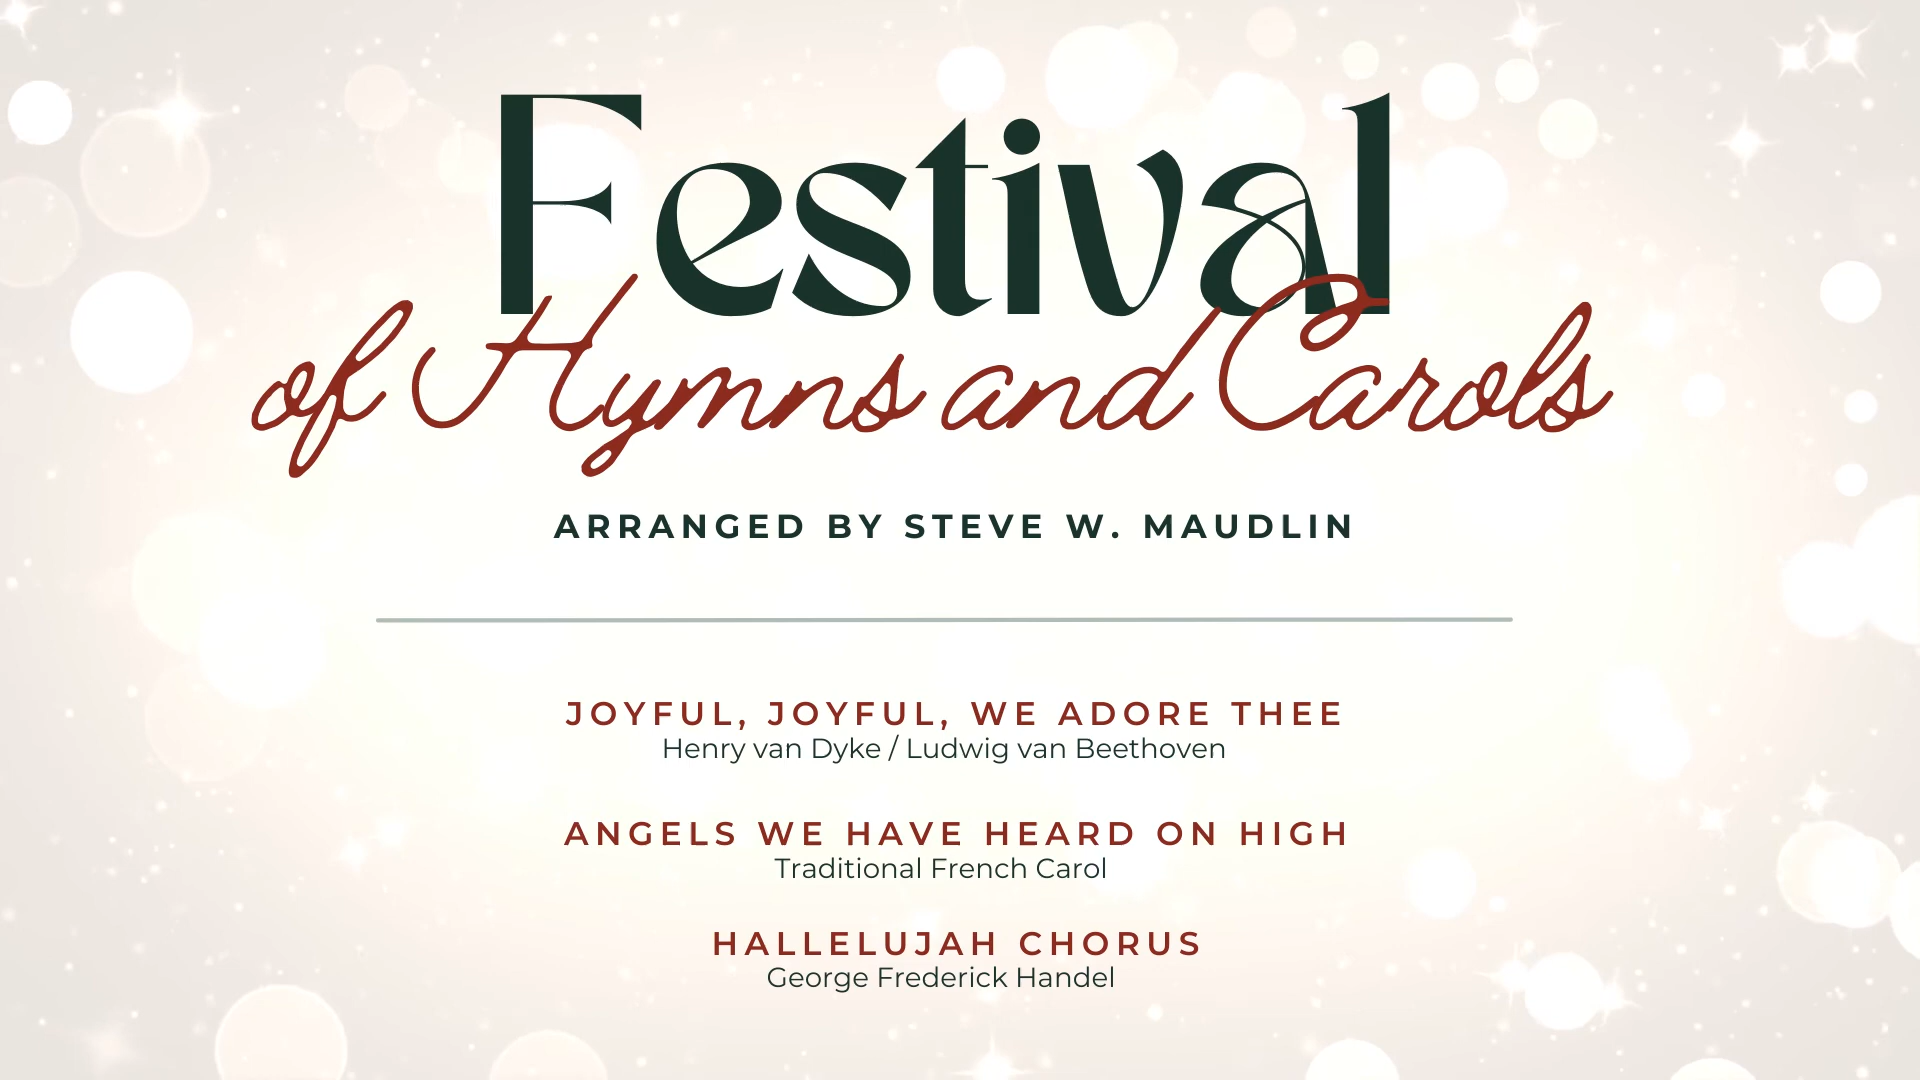 Festival
of Hymns and Carols
ARRANGED BY STEVE W. MAUDLIN
JOYFUL, JOYFUL, WE ADORE THEE
Henry van Dyke / Ludwig van Beethoven
ANGELS WE HAVE HEARD ON HIGH
Traditional French Carol
HALLELUJAH CHORUS
George Frederick Handel